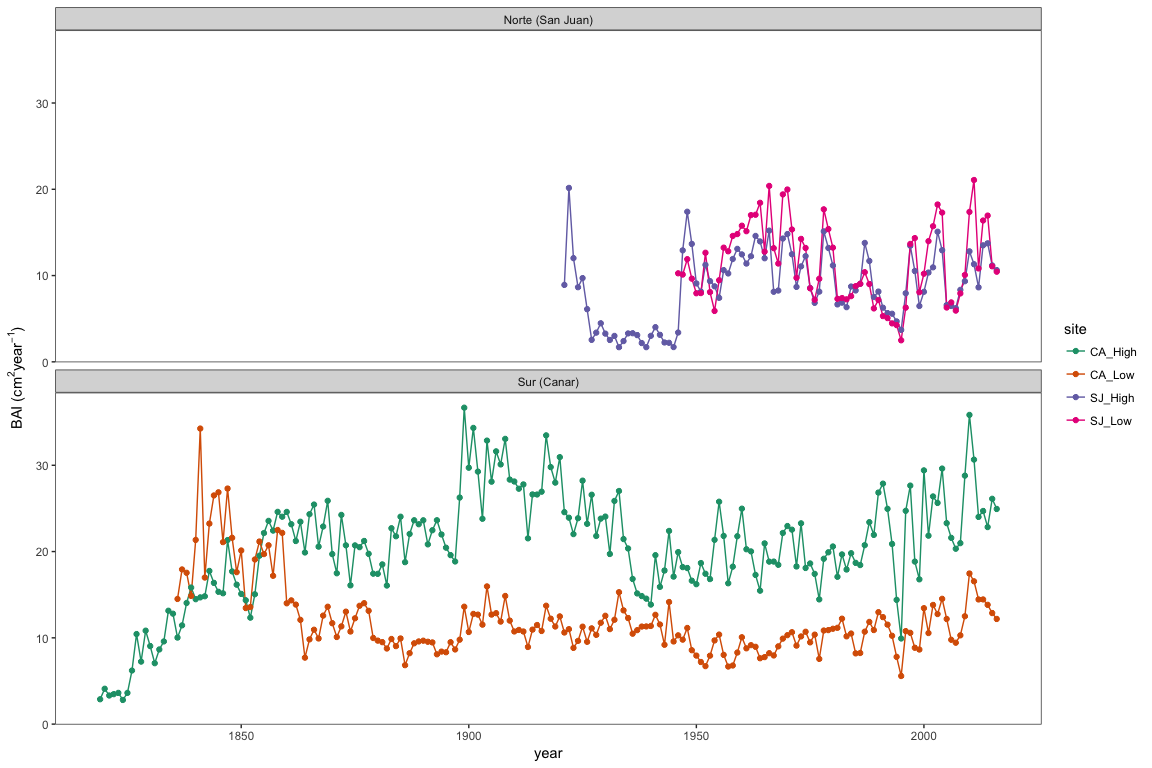 Norte (San Juan)
30
20
10
0
Sur (Canar)
30
20
10
0
1850
1900
1950
2000
year
BAI (cm²year⁻¹)
site
CA_High
CA_Low
SJ_High
SJ_Low